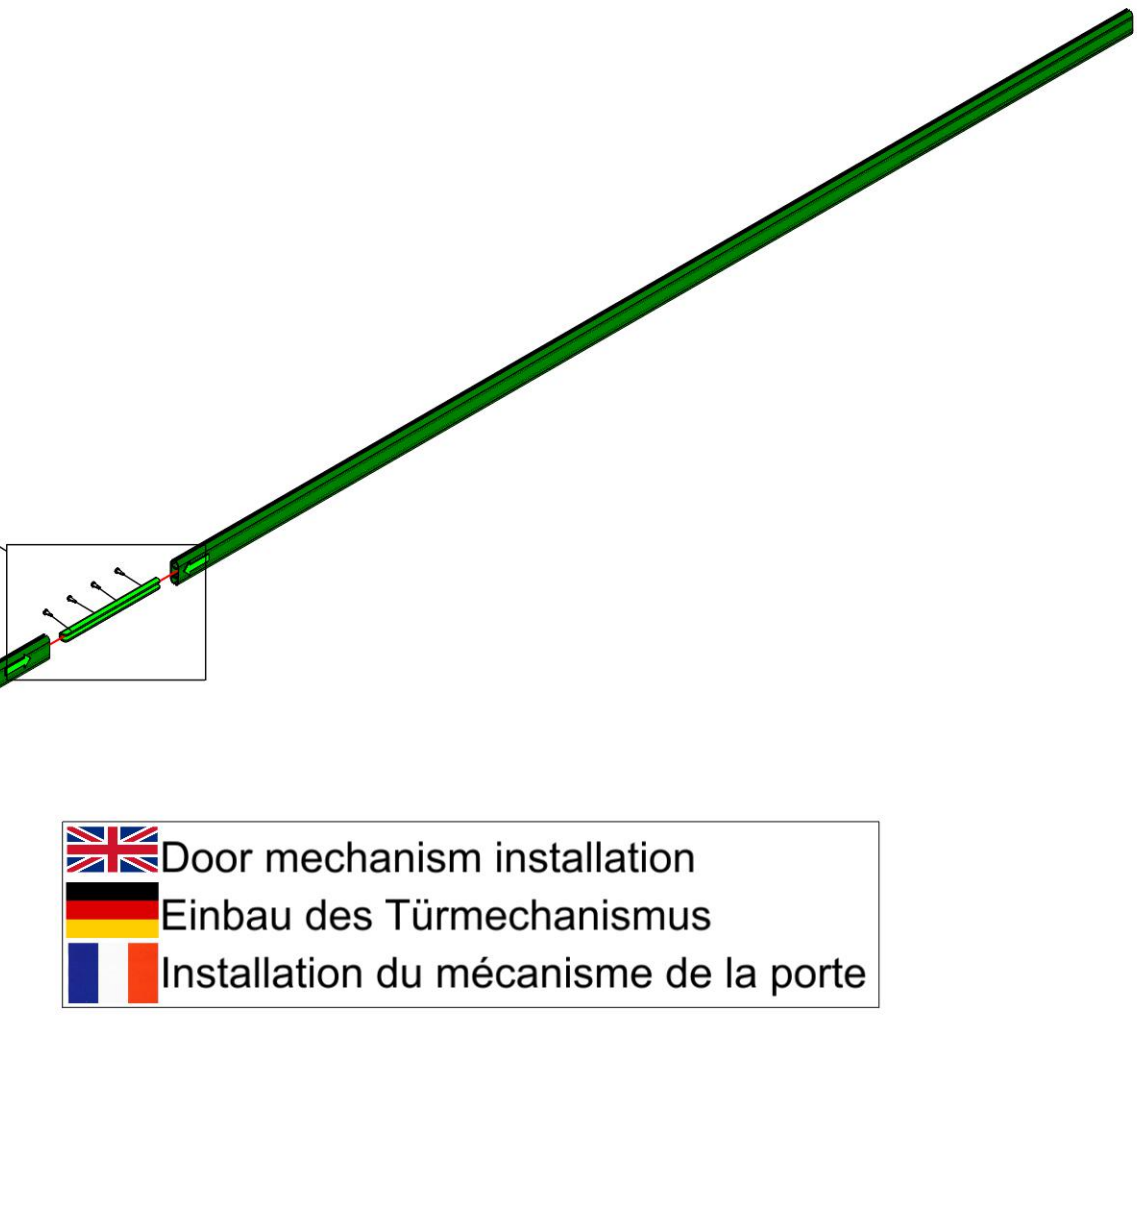 Door mechanism installation
Einbau des Türmechanismus
Installation du mécanisme de la porte